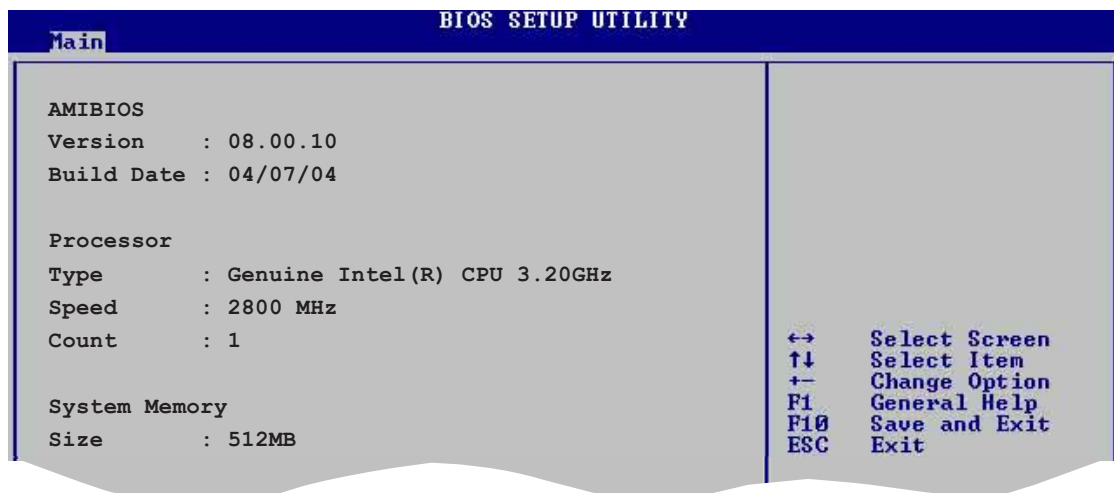 BIOS SETUP UTILITY
Main
AMIBIOS
Version : 08.00.10
Build Date : 04/07/04
Processor
Type : Genuine Intel(R) CPU 3.20GHz
Speed : 2800 MHz
Count : 1
System Memory
Size : 512MB
←→ Select Screen
↑↓ Select Item
+- Change Option
F1 General Help
F10 Save and Exit
ESC Exit